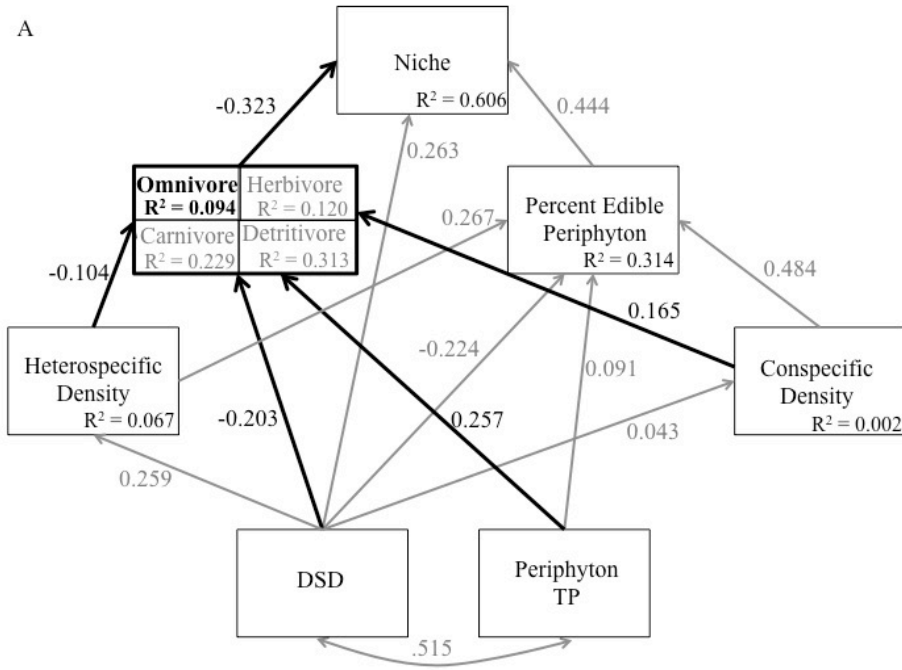 A
Niche
R² = 0.606
-0.323
0.444
0.263
Omnivore
R² = 0.094
Herbivore
R² = 0.120
Carnivore
R² = 0.229
Detritivore
R² = 0.313
Percent Edible
Periphyton
R² = 0.314
0.267
-0.104
0.484
0.165
Heterospecific
Density
R² = 0.067
-0.224
0.091
Conspecific
Density
R² = 0.002
-0.203
0.257
0.043
0.259
DSD
Periphyton
TP
.515